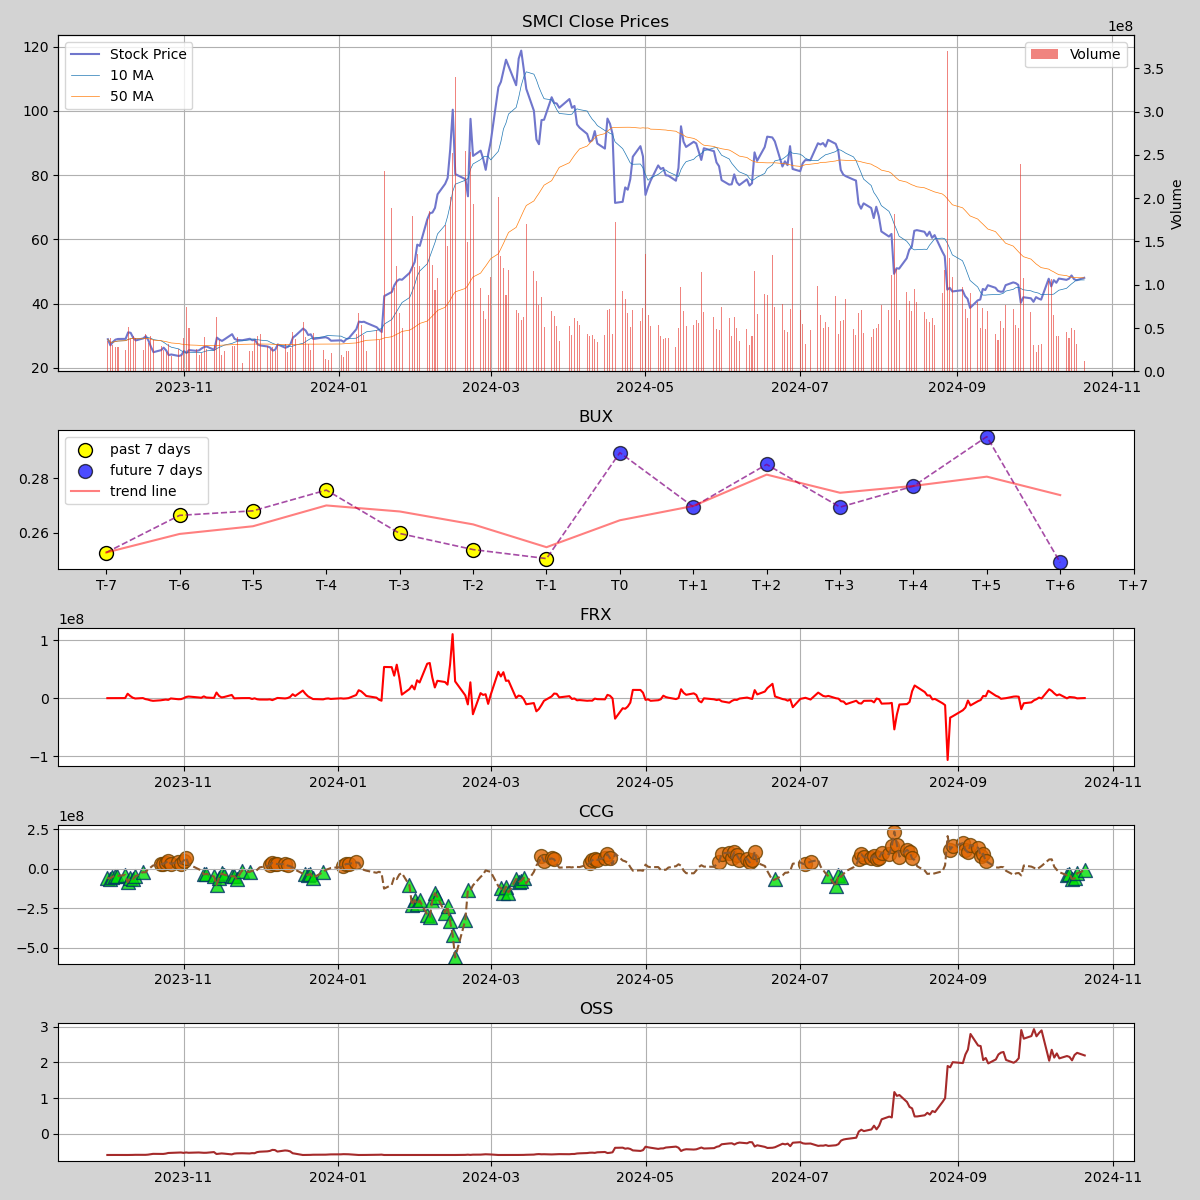 SMCI Close Prices
1e8
Stock Price
10 MA
50 MA
Volume
120
100
80
60
40
20
3.5
3.0
2.5
2.0
1.5
1.0
0.5
0.0
Volume
2023-11 2024-01 2024-03 2024-05 2024-07 2024-09 2024-11
BUX
past 7 days
future 7 days
trend line
0.28
0.26
T-7 T-6 T-5 T-4 T-3 T-2 T-1 T0 T+1 T+2 T+3 T+4 T+5 T+6 T+7
FRX
1e8
1
0
−1
2023-11 2024-01 2024-03 2024-05 2024-07 2024-09 2024-11
CCG
1e8
2.5
0.0
−2.5
−5.0
2023-11 2024-01 2024-03 2024-05 2024-07 2024-09 2024-11
OSS
3
2
1
0
2023-11 2024-01 2024-03 2024-05 2024-07 2024-09 2024-11